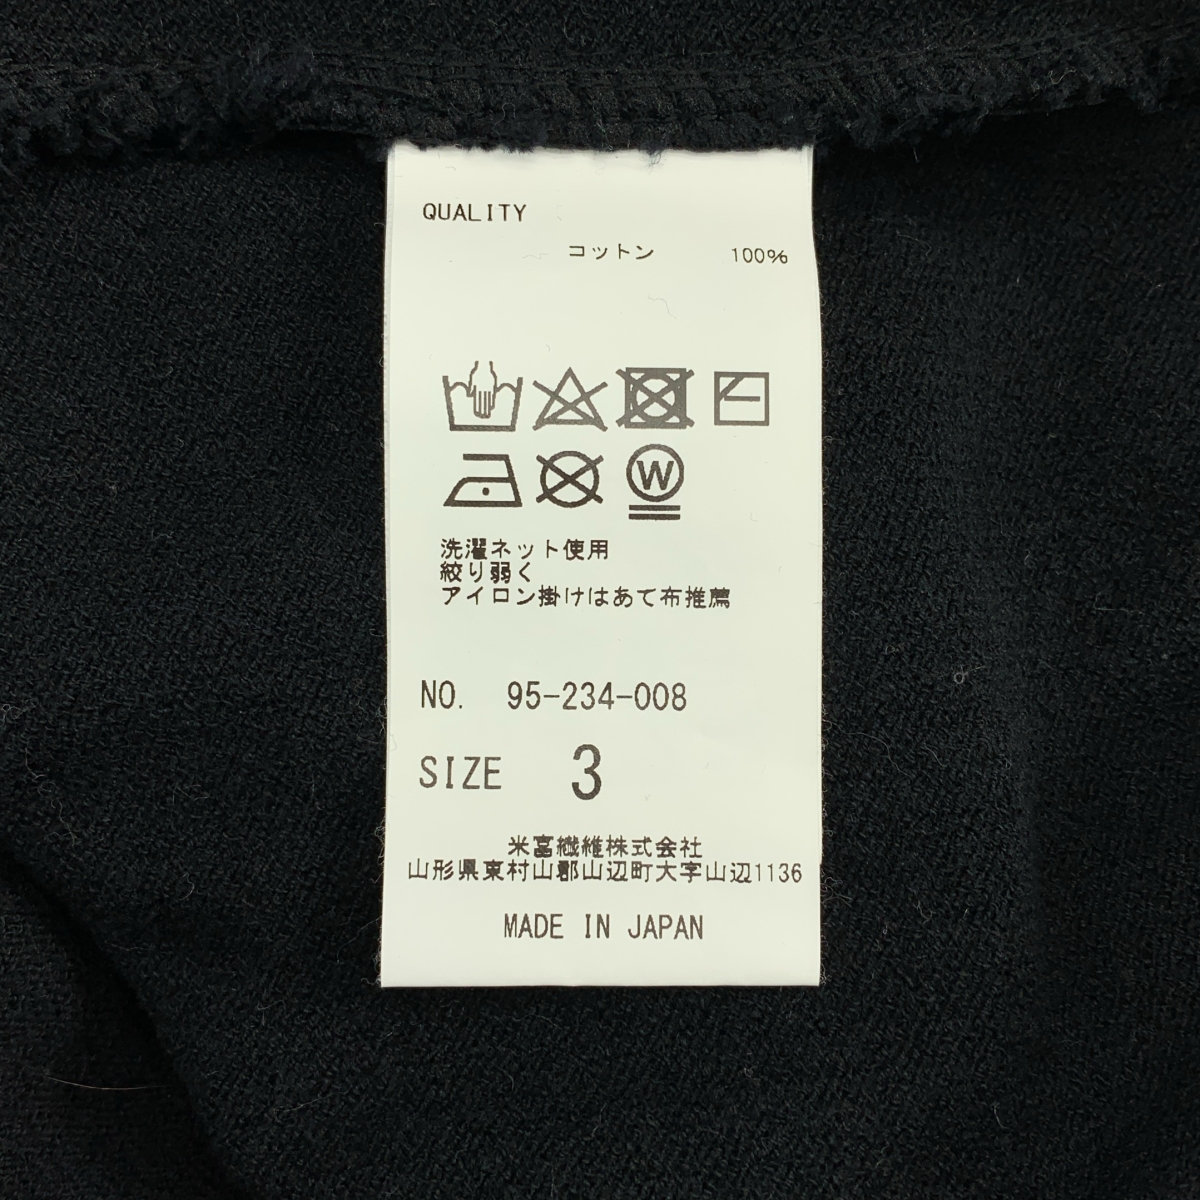 QUALITY
コットン 100%
W
洗濯ネット使用
絞り弱く
アイロン掛けはあて布推薦
NO. 95-234-008
SIZE 3
米富繊維株式会社
山形県東村山郡山辺町大字山辺1136
MADE IN JAPAN